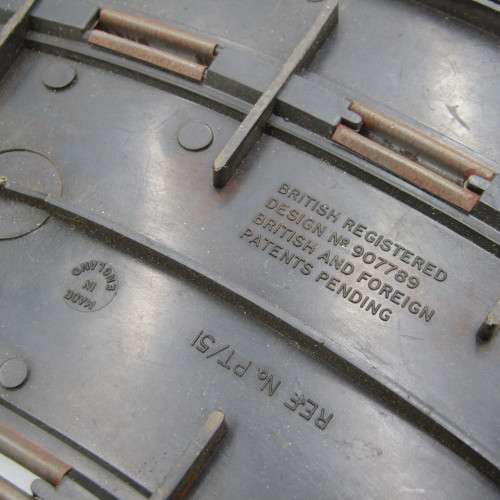 BRITISH REGISTERED
DESIGN No 907789
BRITISH AND FOREIGN
PATENTS PENDING
MADE
IN
ENGLAND
REF No PT/51